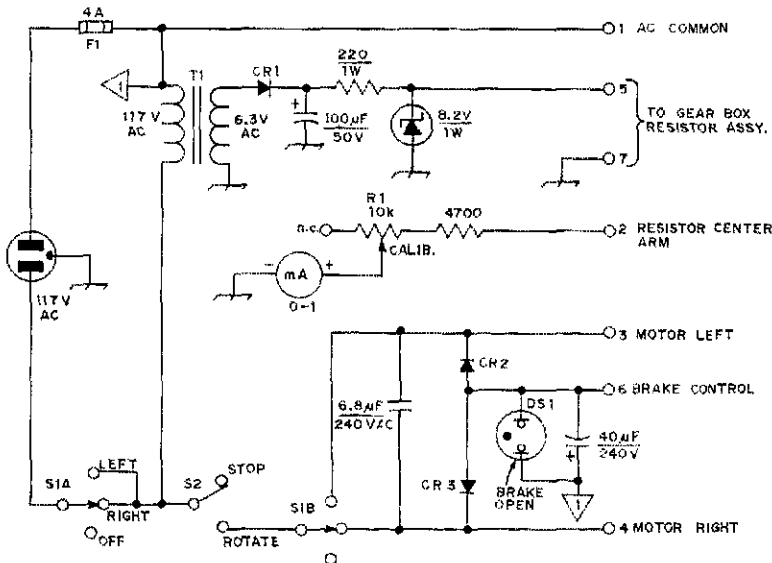 4A
F1
1 AC COMMON
1
T1
CR1
220
1W
5
117V
AC
6.3V
AC
+
100µF
50V
8.2V
1W
TO GEAR BOX
RESISTOR ASSY.
7
R1
10k
4700
n.c.
2 RESISTOR CENTER
ARM
CALIB.
- mA +
0-1
117V
AC
3 MOTOR LEFT
CR2
6 BRAKE CONTROL
DS1
6.8µF
240VAC
40µF
240V
+
LEFT
S1A
S2
STOP
CR3
BRAKE
OPEN
1
RIGHT
S1B
OFF
ROTATE
4 MOTOR RIGHT